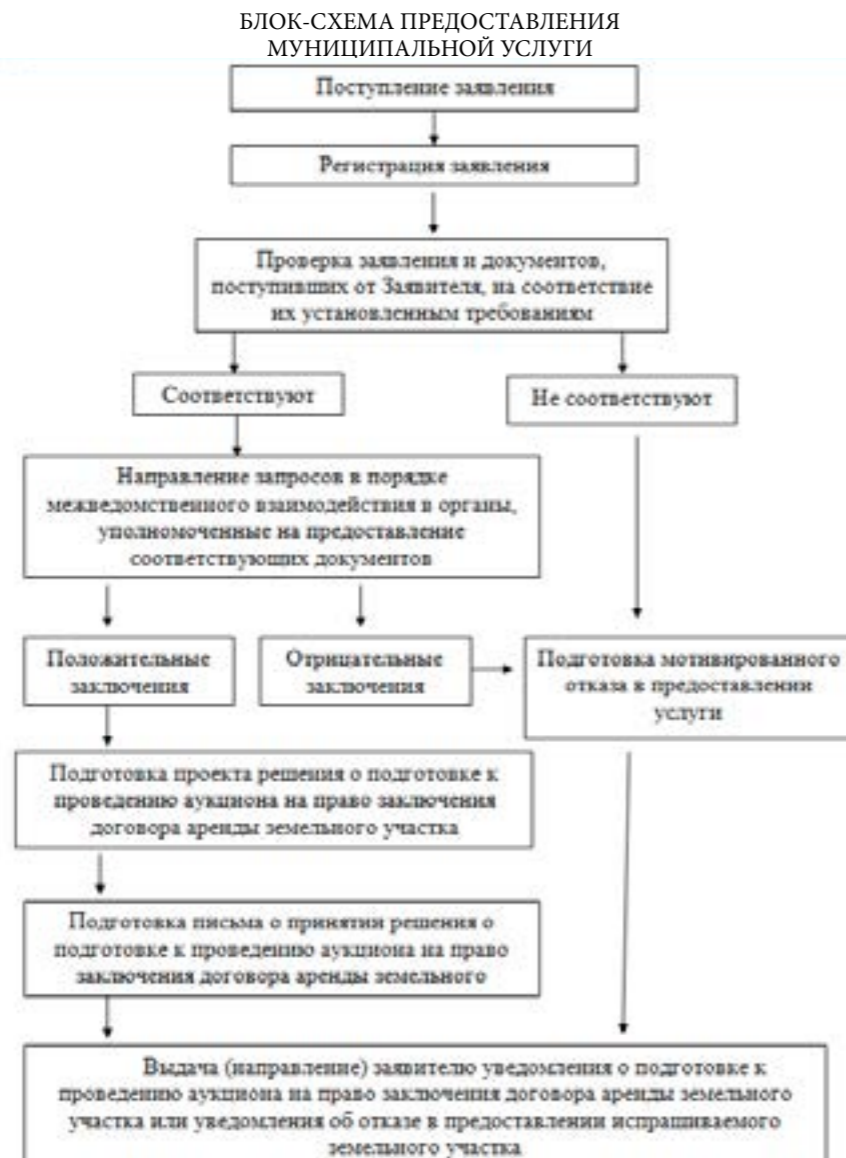 БЛОК-СХЕМА ПРЕДОСТАВЛЕНИЯ
МУНИЦИПАЛЬНОЙ УСЛУГИ
Поступление заявления
Регистрация заявления
Проверка заявления и документов,
поступивших от Заявителя, на соответствие
их установленным требованиям
Соответствуют
Не соответствуют
Направление запросов в порядке
межведомственного взаимодействия в органы,
уполномоченные на предоставление
соответствующих документов
Положительные
заключения
Отрицательные
заключения
Подготовка мотивированного
отказа в предоставлении
услуги
Подготовка проекта решения о подготовке к
проведению аукциона на право заключения
договора аренды земельного участка
Подготовка письма о принятии решения о
подготовке к проведению аукциона на право
заключения договора аренды земельного
Выдача (направление) заявителю уведомления о подготовке к
проведению аукциона на право заключения договора аренды земельного
участка или уведомления об отказе в предоставлении испрашиваемого
земельного участка